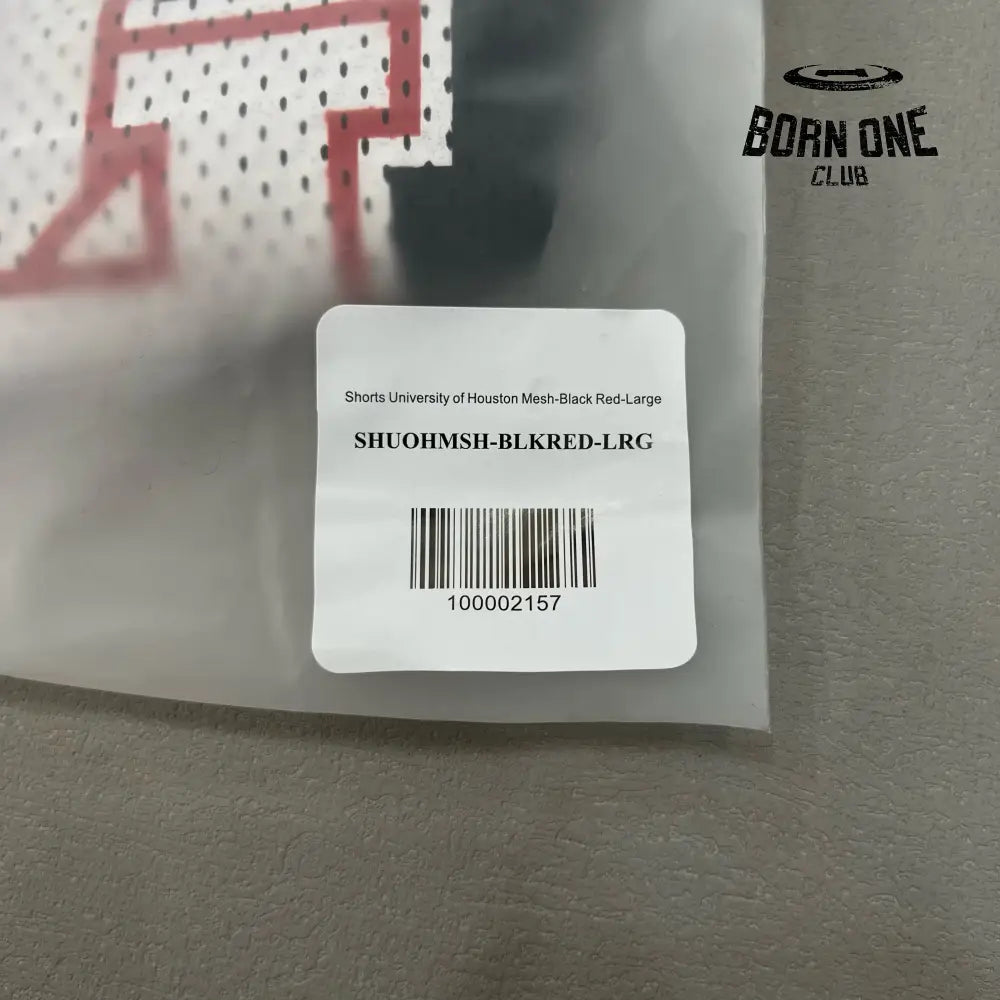 BORN ONE
CLUB
Shorts University of Houston Mesh-Black Red-Large
SHUOHMSH-BLKRED-LRG
100002157